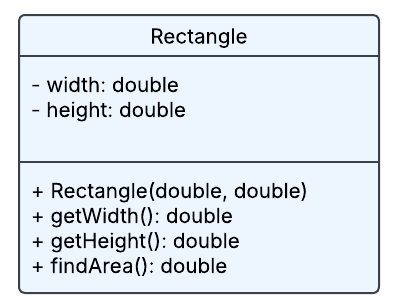 Rectangle
- width: double
- height: double
+ Rectangle(double, double)
+ getWidth(): double
+ getHeight(): double
+ findArea(): double